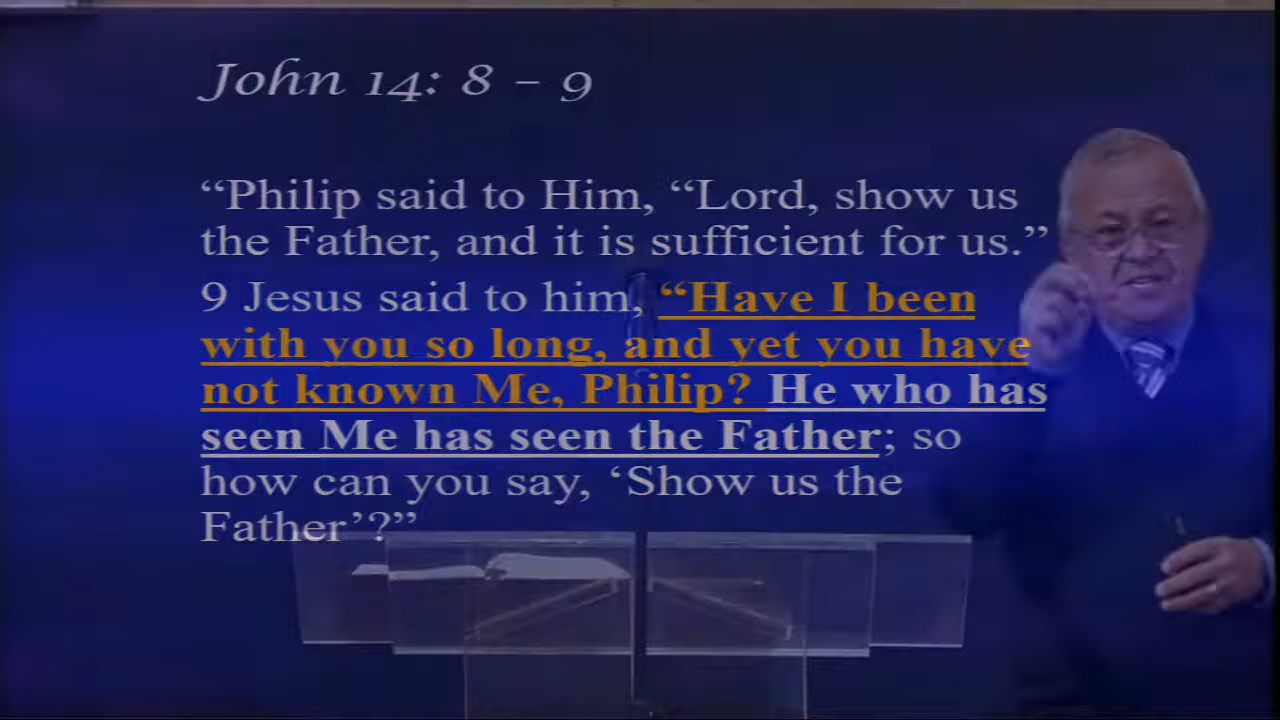 John 14: 8 – 9
“Philip said to Him, “Lord, show us
the Father, and it is sufficient for us.”
9 Jesus said to him, “Have I been
with you so long, and yet you have
not known Me, Philip? He who has
seen Me has seen the Father; so
how can you say, ‘Show us the
Father’?”